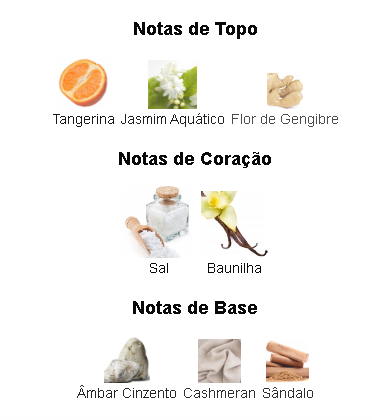 Notas de Topo
Tangerina Jasmim Aquático Flor de Gengibre
Notas de Coração
Sal Baunilha
Notas de Base
Âmbar Cinzento Cashmeran Sândalo